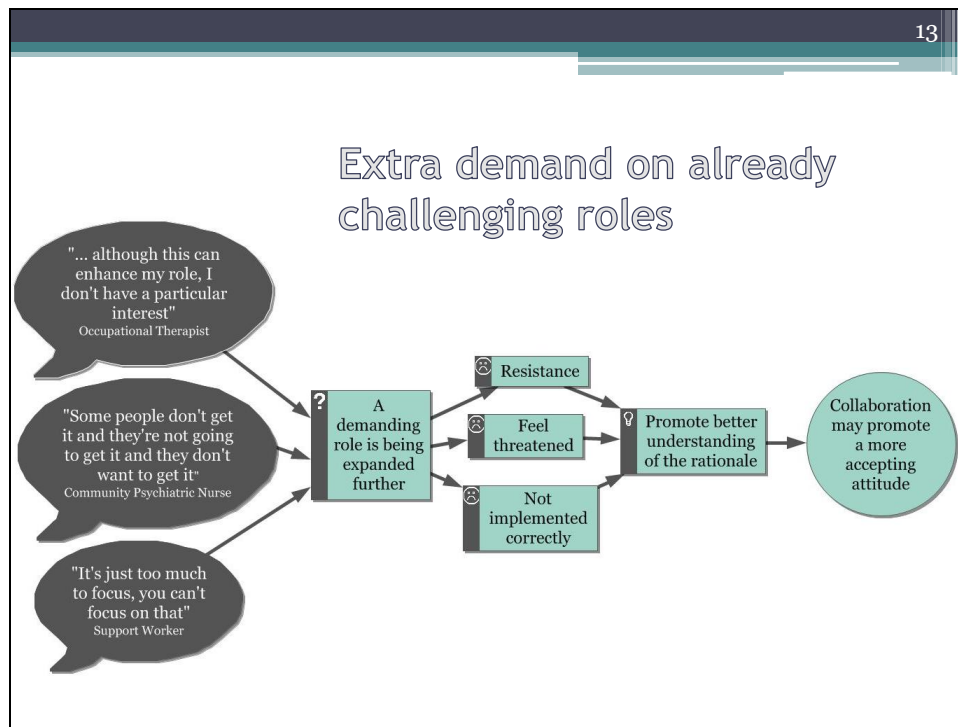 13
Extra demand on already
challenging roles
"... although this can
enhance my role, I
don't have a particular
interest"
Occupational Therapist
"Some people don't get
it and they're not going
to get it and they don't
want to get it"
Community Psychiatric Nurse
"It's just too much
to focus, you can't
focus on that"
Support Worker
?
A
demanding
role is being
expanded
further
Resistance
Feel
threatened
Not
implemented
correctly
Promote better
understanding
of the rationale
Collaboration
may promote
a more
accepting
attitude